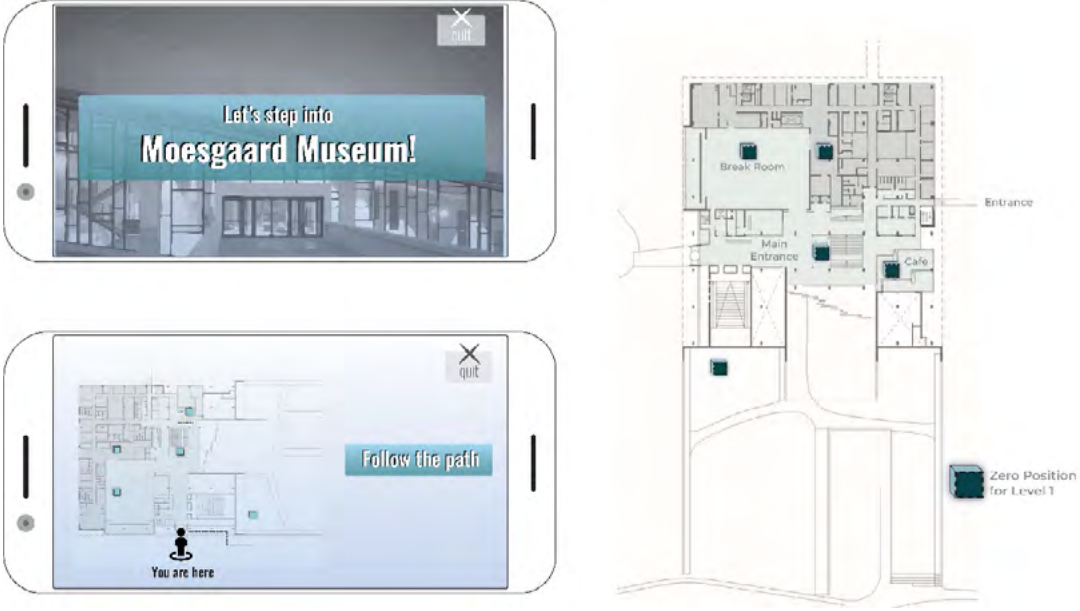 quit
Let's step into
Moesgaard Museum!
quit
Follow the path
You are here
Break Room
Entrance
Main
Entrance
Cafe
Zero Position
for Level 1